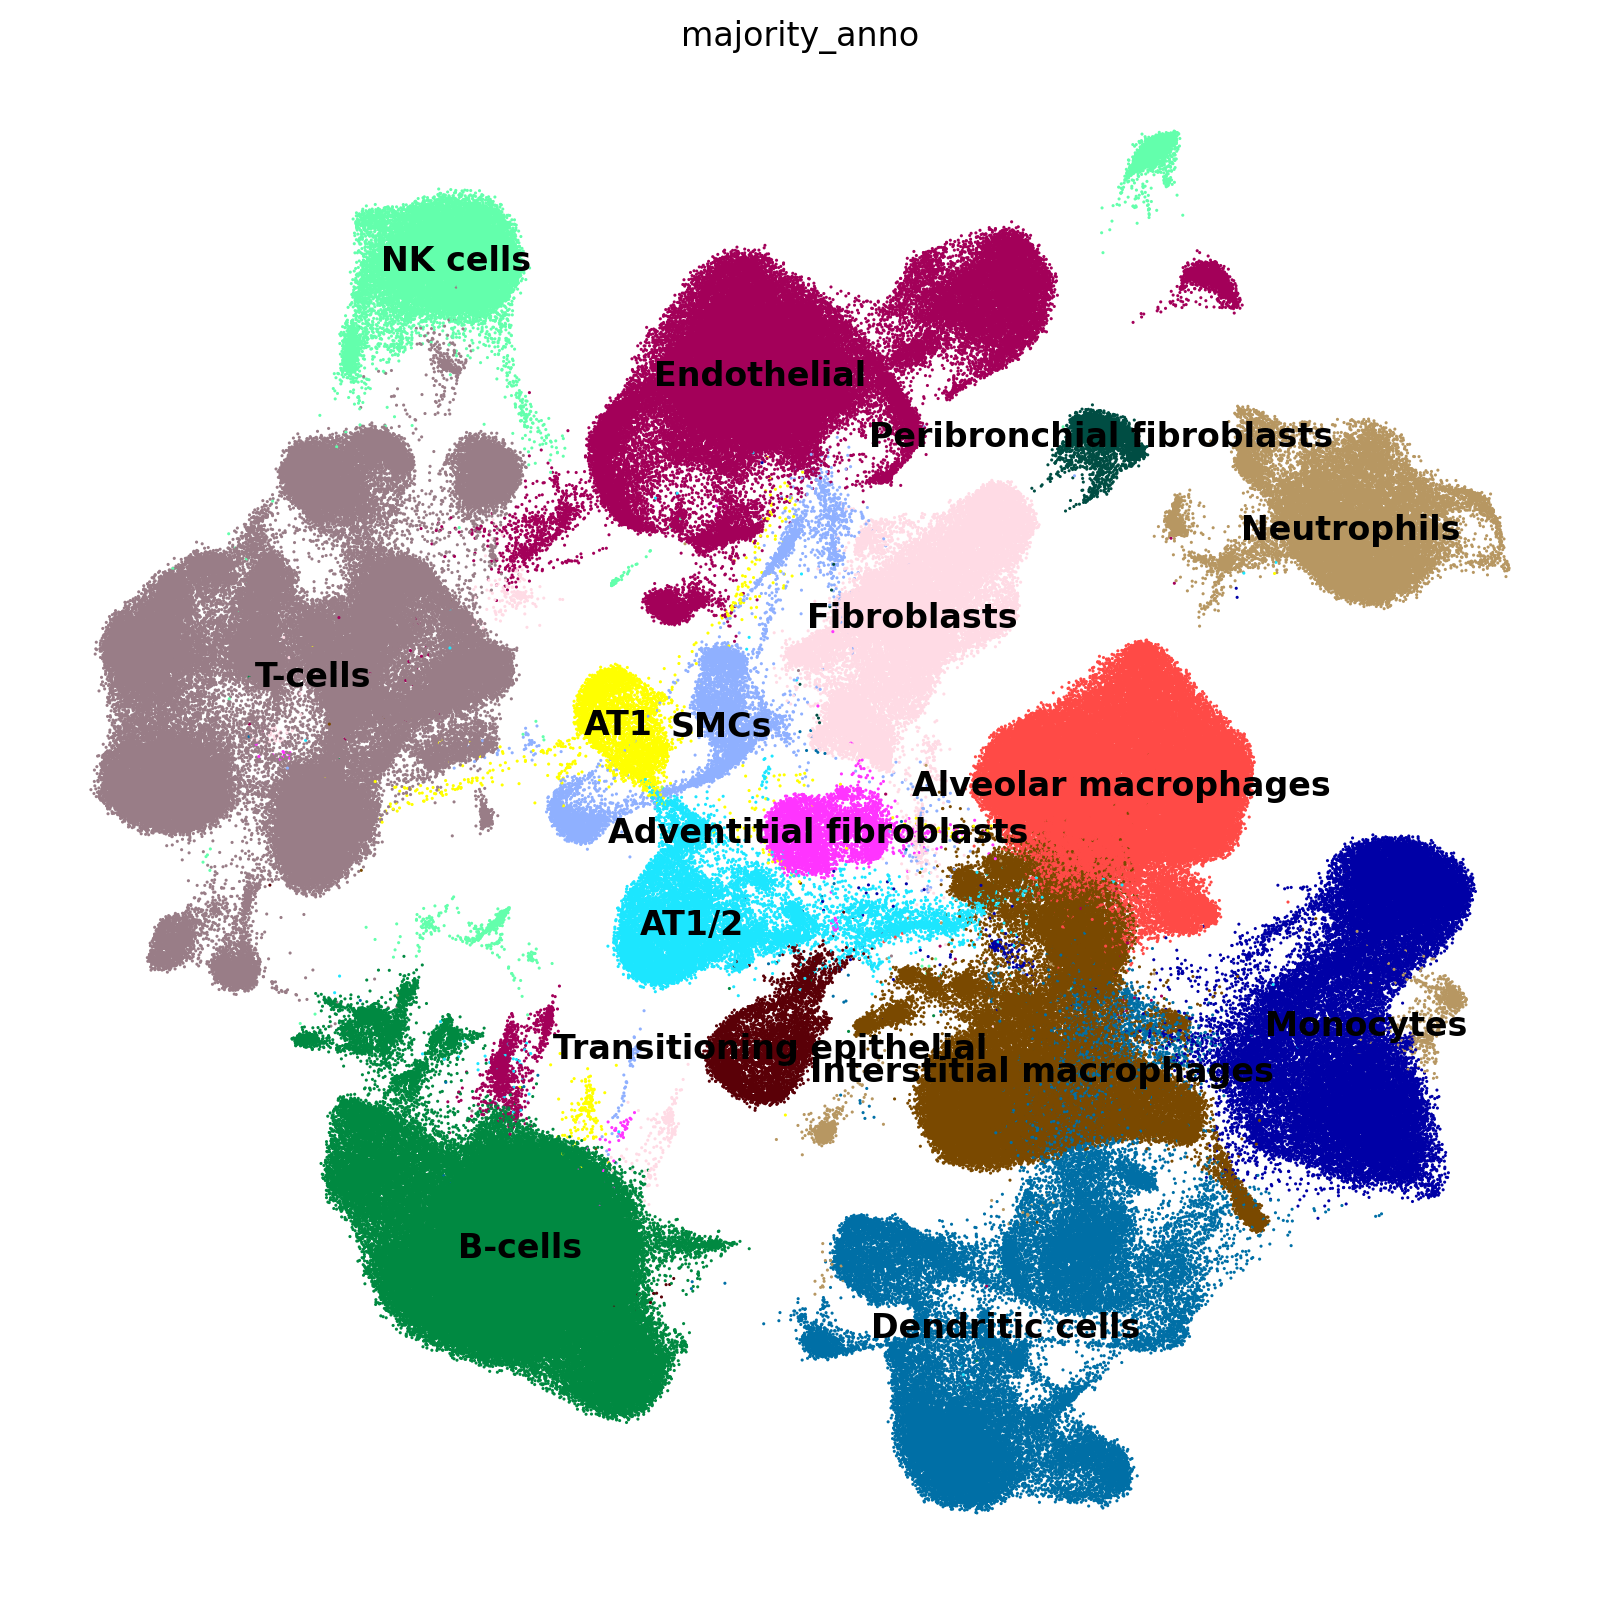 majority_anno
NK cells
Endothelial
Peribronchial fibroblasts
Neutrophils
Fibroblasts
T-cells
AT1
SMCs
Alveolar macrophages
Adventitial fibroblasts
AT1/2
Monocytes
Transitioning epithelial
Interstitial macrophages
B-cells
Dendritic cells